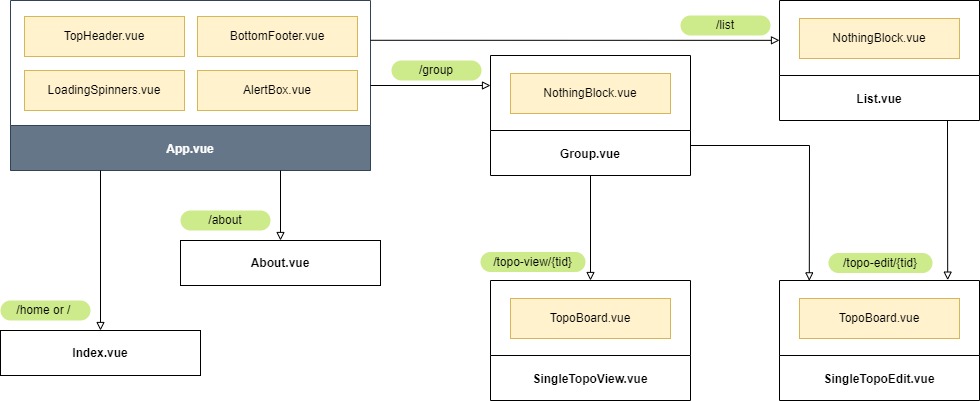 TopHeader.vue
BottomFooter.vue
LoadingSpinners.vue
AlertBox.vue
App.vue
/list
NothingBlock.vue
List.vue
/group
NothingBlock.vue
Group.vue
/about
About.vue
/home or /
Index.vue
/topo-view/{tid}
TopoBoard.vue
SingleTopoView.vue
/topo-edit/{tid}
TopoBoard.vue
SingleTopoEdit.vue